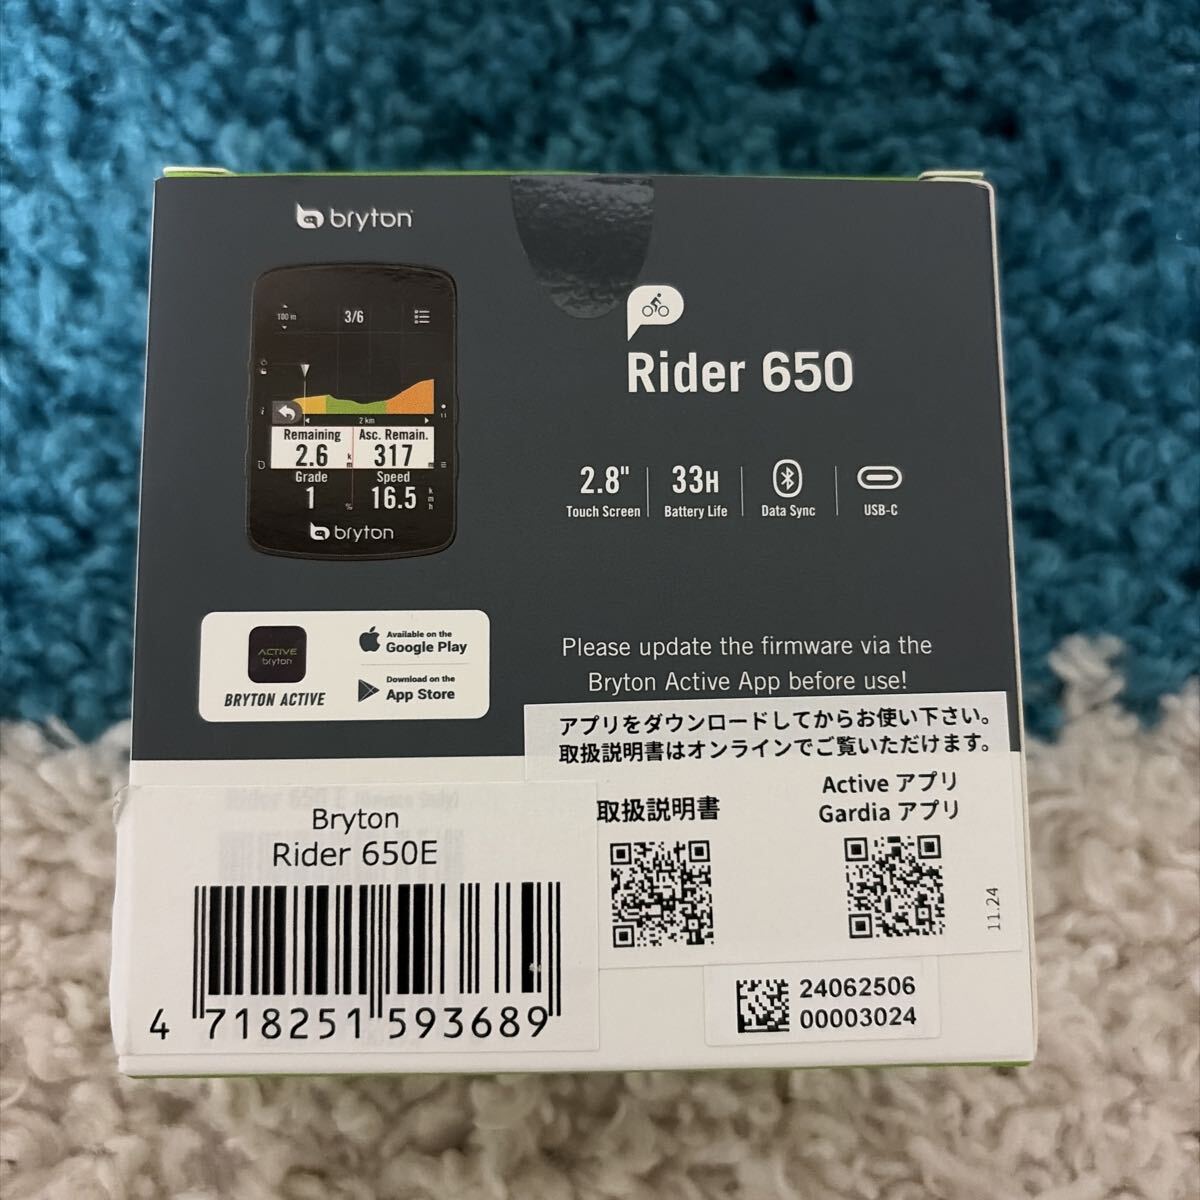 bryton
100 m
3/6
2 km
Remaining
2.6 km
Asc. Remain.
317 m
Grade
1 %
Speed
16.5 kmh
bryton
Rider 650
2.8"
Touch Screen
33H
Battery Life
Data Sync
USB-C
ACTIVE
bryton
BRYTON ACTIVE
Available on the
Google Play
Download on the
App Store
Please update the firmware via the
Bryton Active App before use!
アプリをダウンロードしてからお使い下さい。
取扱説明書はオンラインでご覧いただけます。
取扱説明書
Active アプリ
Gardia アプリ
11.24
Bryton
Rider 650E
4 718251 593689
24062506
00003024